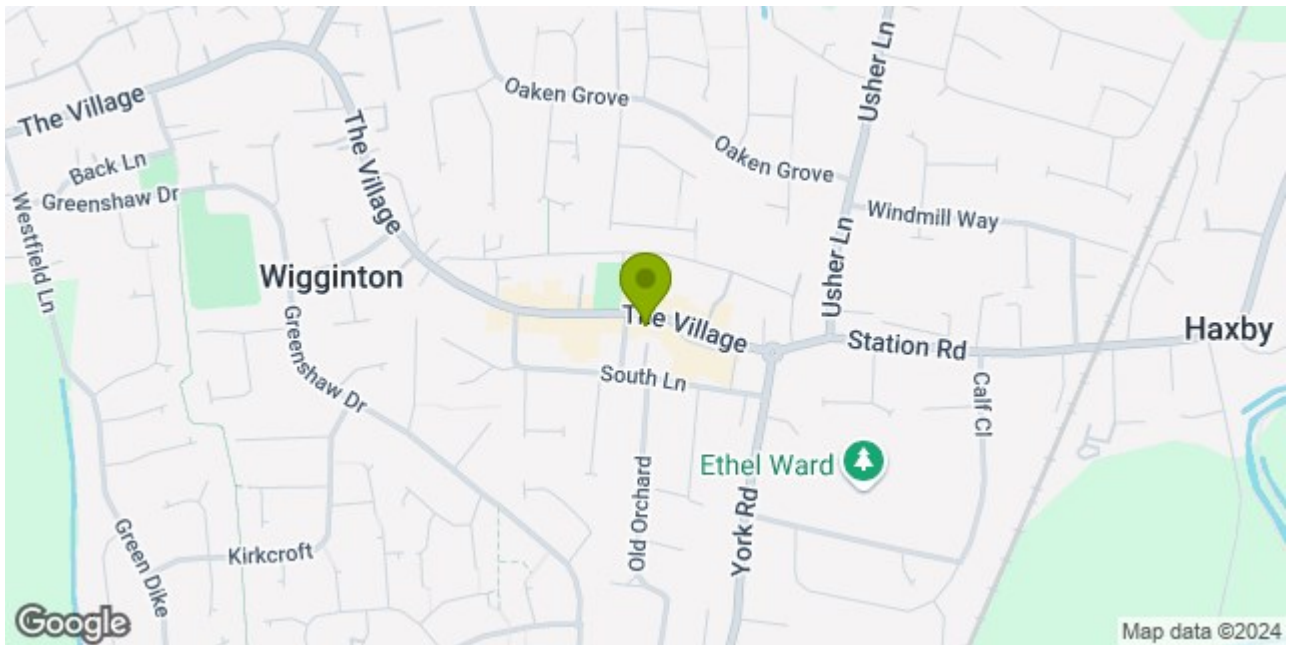 Oaken Grove
Usher Ln
The Village
The Village
Back Ln
Greenshaw Dr
Westfield Ln
Oaken Grove
Windmill Way
Usher Ln
Wigginton
The Village
Station Rd
Haxby
Greenshaw Dr
South Ln
Calf Cl
Ethel Ward
Old Orchard
York Rd
Green Dike
Kirkcroft
Google
Map data ©2024